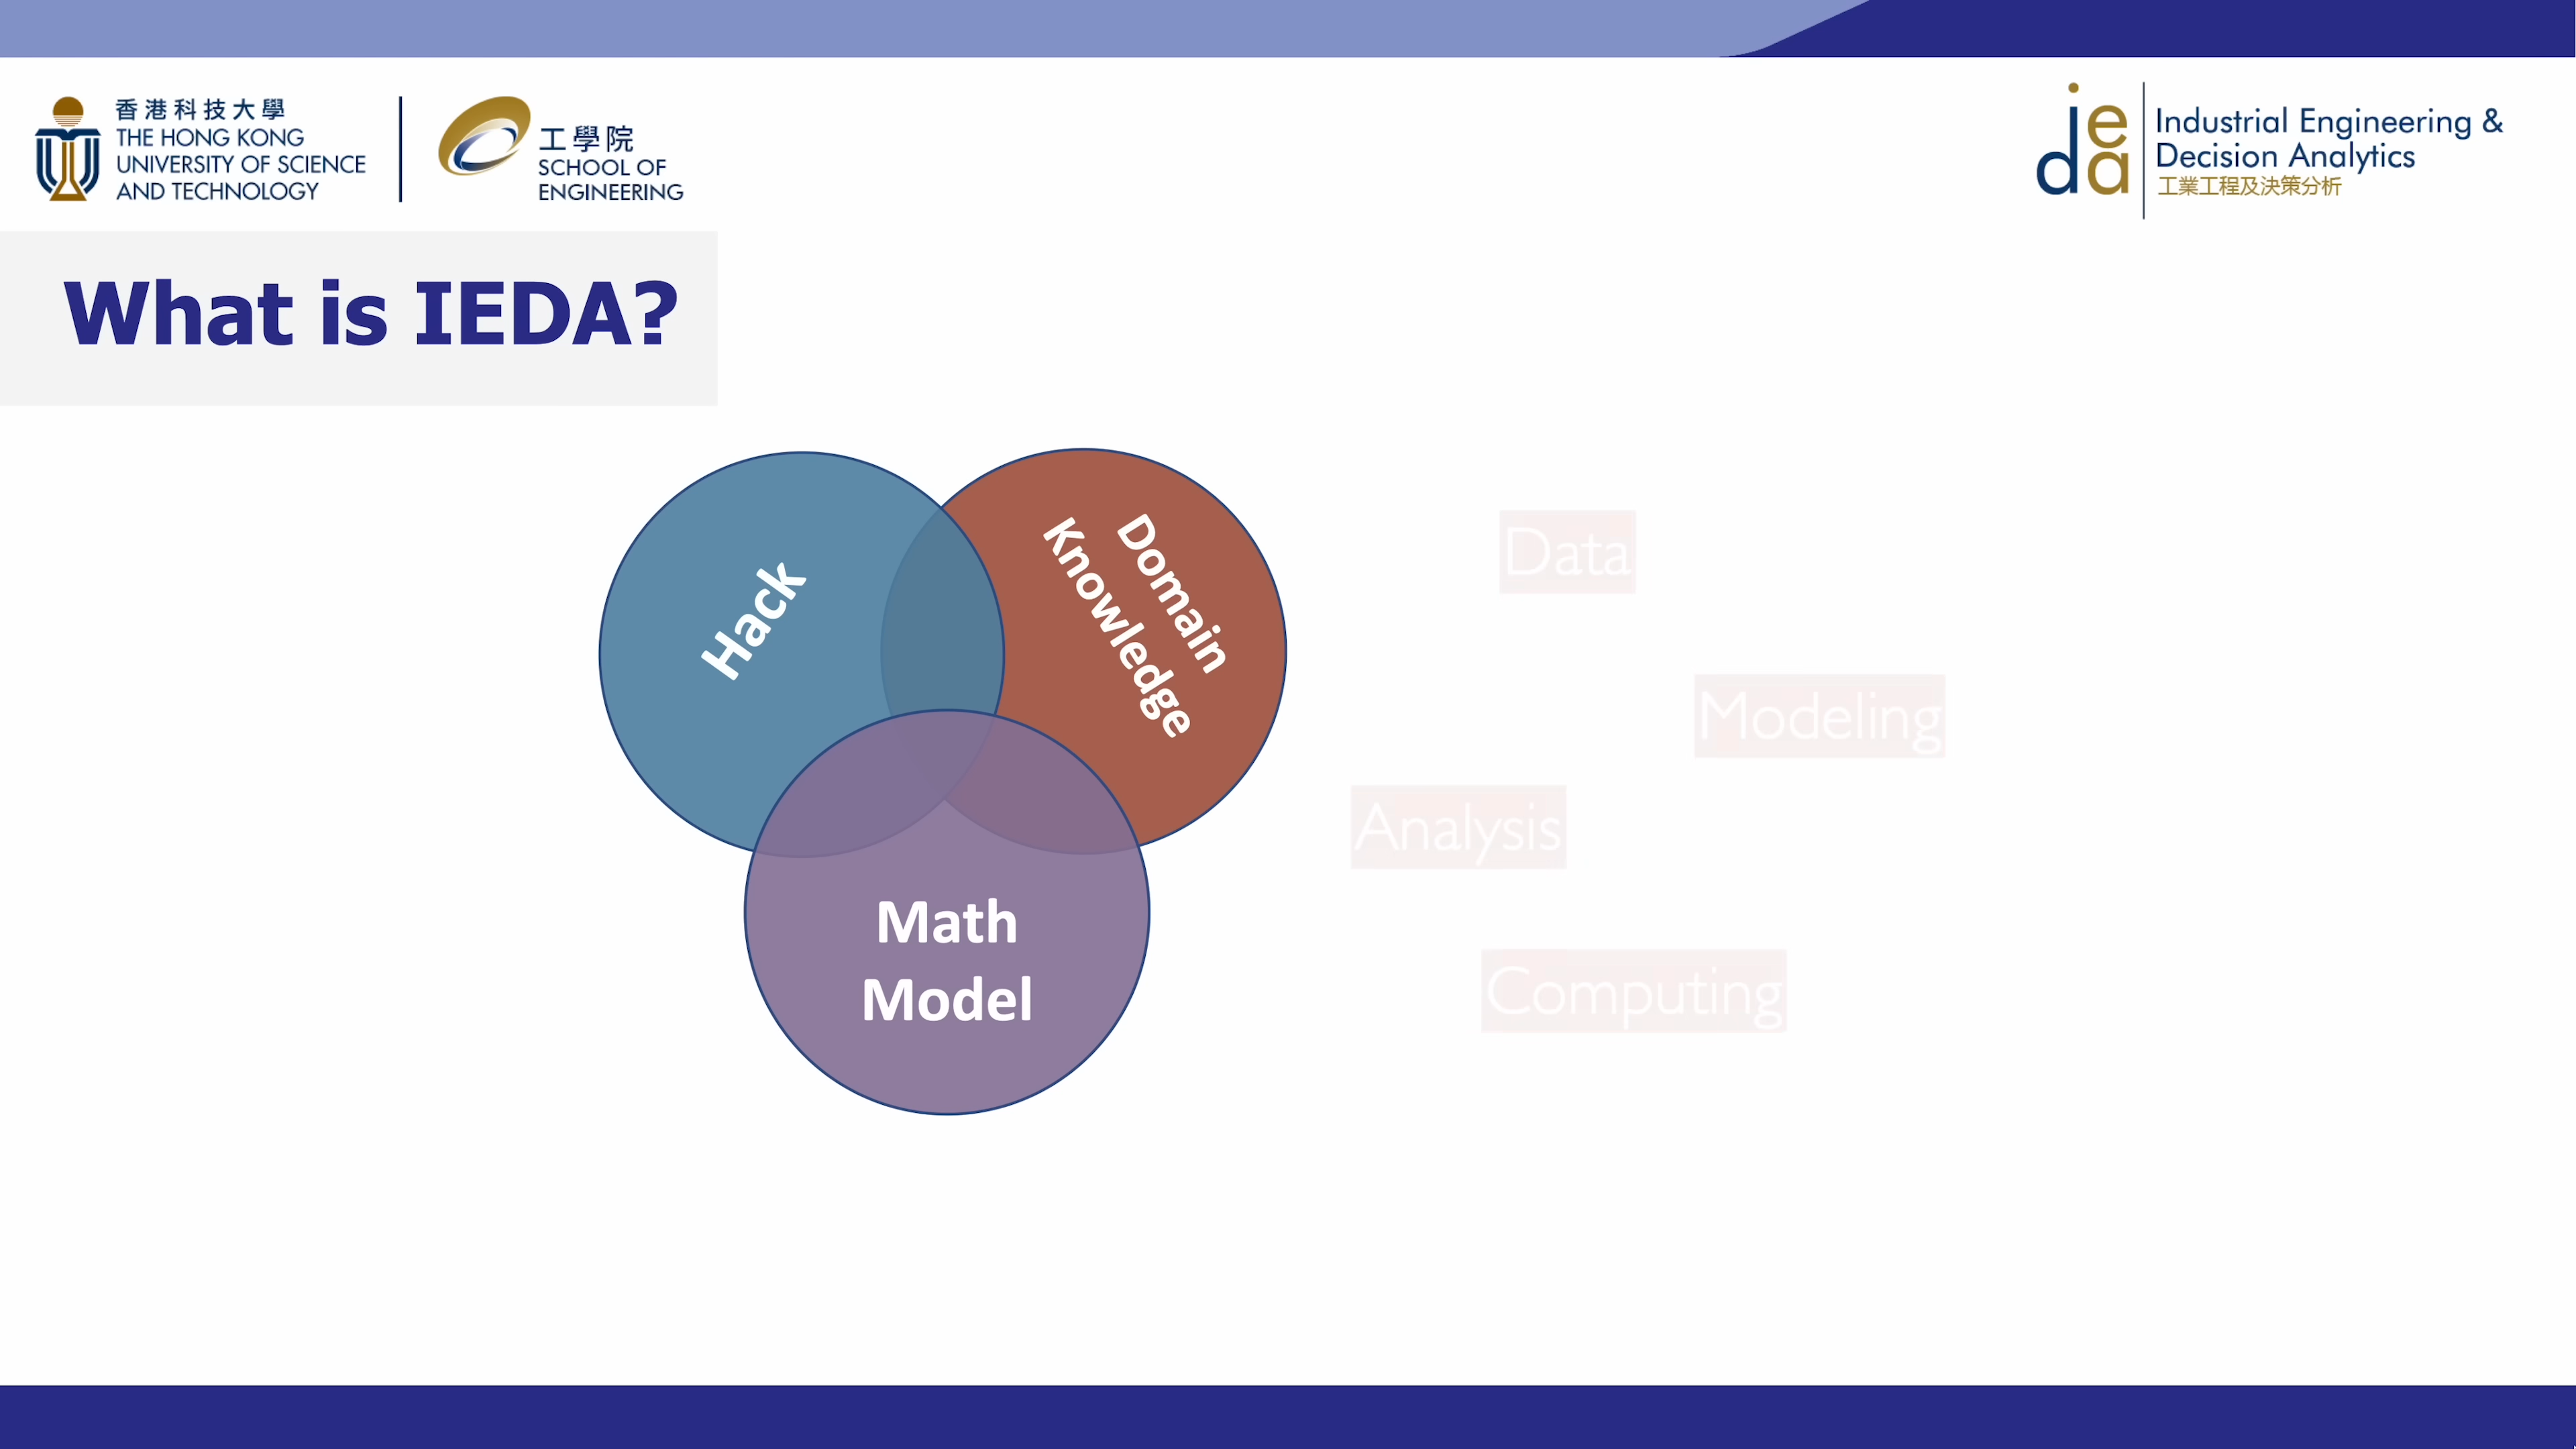 香港科技大學
THE HONG KONG
UNIVERSITY OF SCIENCE
AND TECHNOLOGY
工學院
SCHOOL OF
ENGINEERING
ieda
Industrial Engineering &
Decision Analytics
工業工程及決策分析
What is IEDA?
Hack
Domain
Knowledge
Math
Model
Data
Modeling
Analysis
Computing